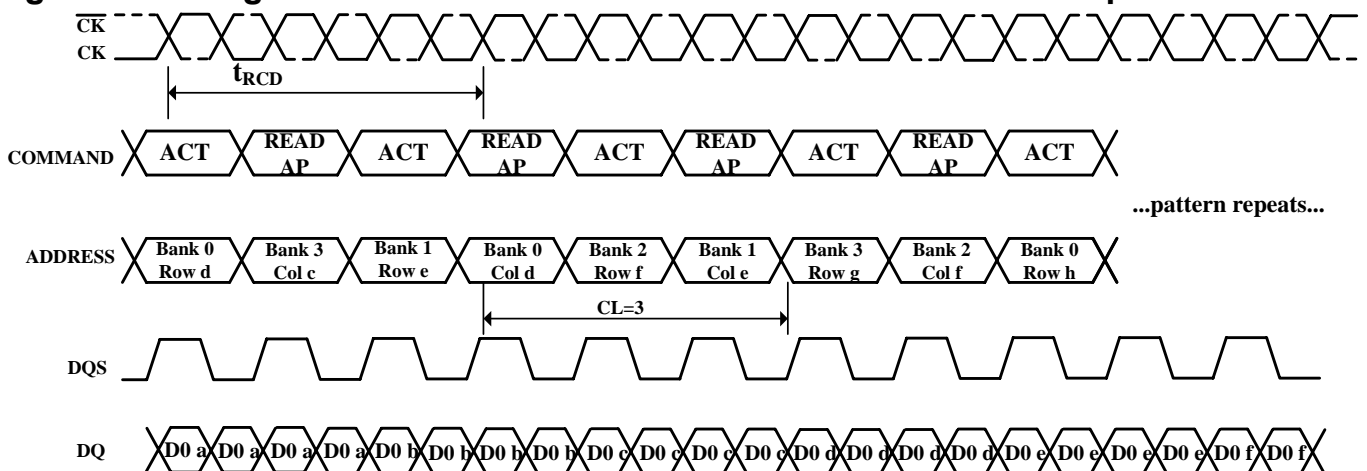 CK
CK
tRCD
COMMAND
ACT
READ
AP
ACT
READ
AP
ACT
READ
AP
ACT
READ
AP
ACT
...pattern repeats...
ADDRESS
Bank 0
Row d
Bank 3
Col c
Bank 1
Row e
Bank 0
Col d
Bank 2
Row f
Bank 1
Col e
Bank 3
Row g
Bank 2
Col f
Bank 0
Row h
CL=3
DQS
DQ D0 a D0 a D0 a D0 a D0 b D0 b D0 b D0 b D0 c D0 c D0 c D0 c D0 d D0 d D0 d D0 d D0 e D0 e D0 e D0 e D0 f D0 f